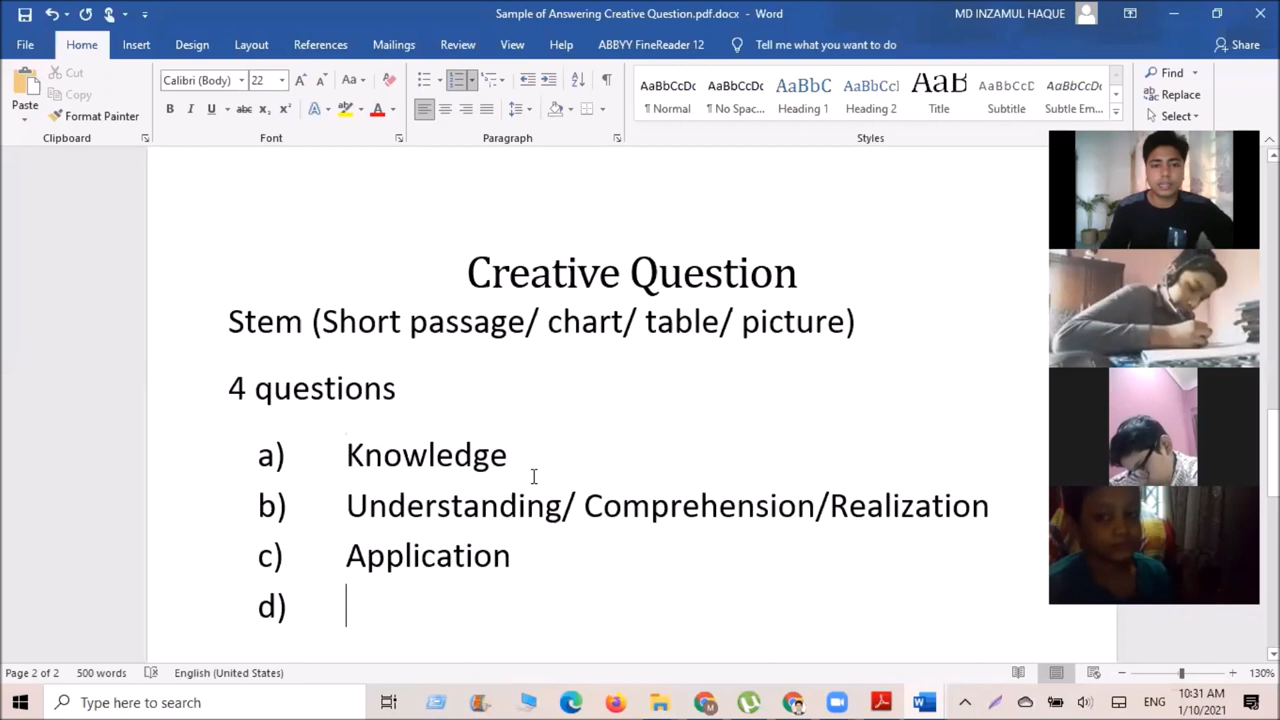 Sample of Answering Creative Question.pdf.docx - Word
MD INZAMUL HAQUE
File Home Insert Design Layout References Mailings Review View Help ABBYY FineReader 12 Tell me what you want to do Share
Paste
Cut
Copy
Format Painter
Clipboard
Calibri (Body) 22
Font
Paragraph
AaBbCcDc AaBbCcDc AaBbC AaBbCc AaB AaBbCcD AaBbCcDc
¶ Normal ¶ No Spac... Heading 1 Heading 2 Title Subtitle Subtle Em...
Styles
Find
Replace
Select
Creative Question
Stem (Short passage/ chart/ table/ picture)
4 questions
a) Knowledge
b) Understanding/ Comprehension/Realization
c) Application
d)
Page 2 of 2 500 words English (United States) 130%
Type here to search
ENG
10:31 AM
1/10/2021